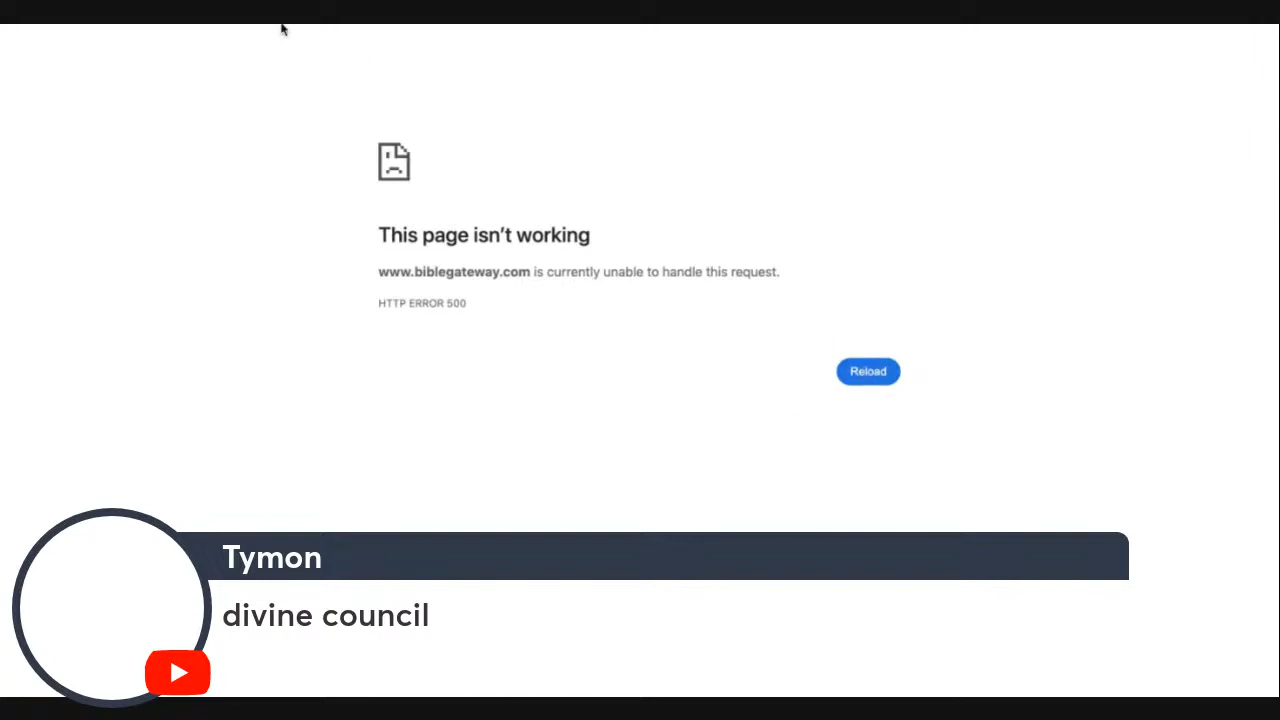 This page isn’t working
www.biblegateway.com is currently unable to handle this request.
HTTP ERROR 500
Reload
Tymon
divine council